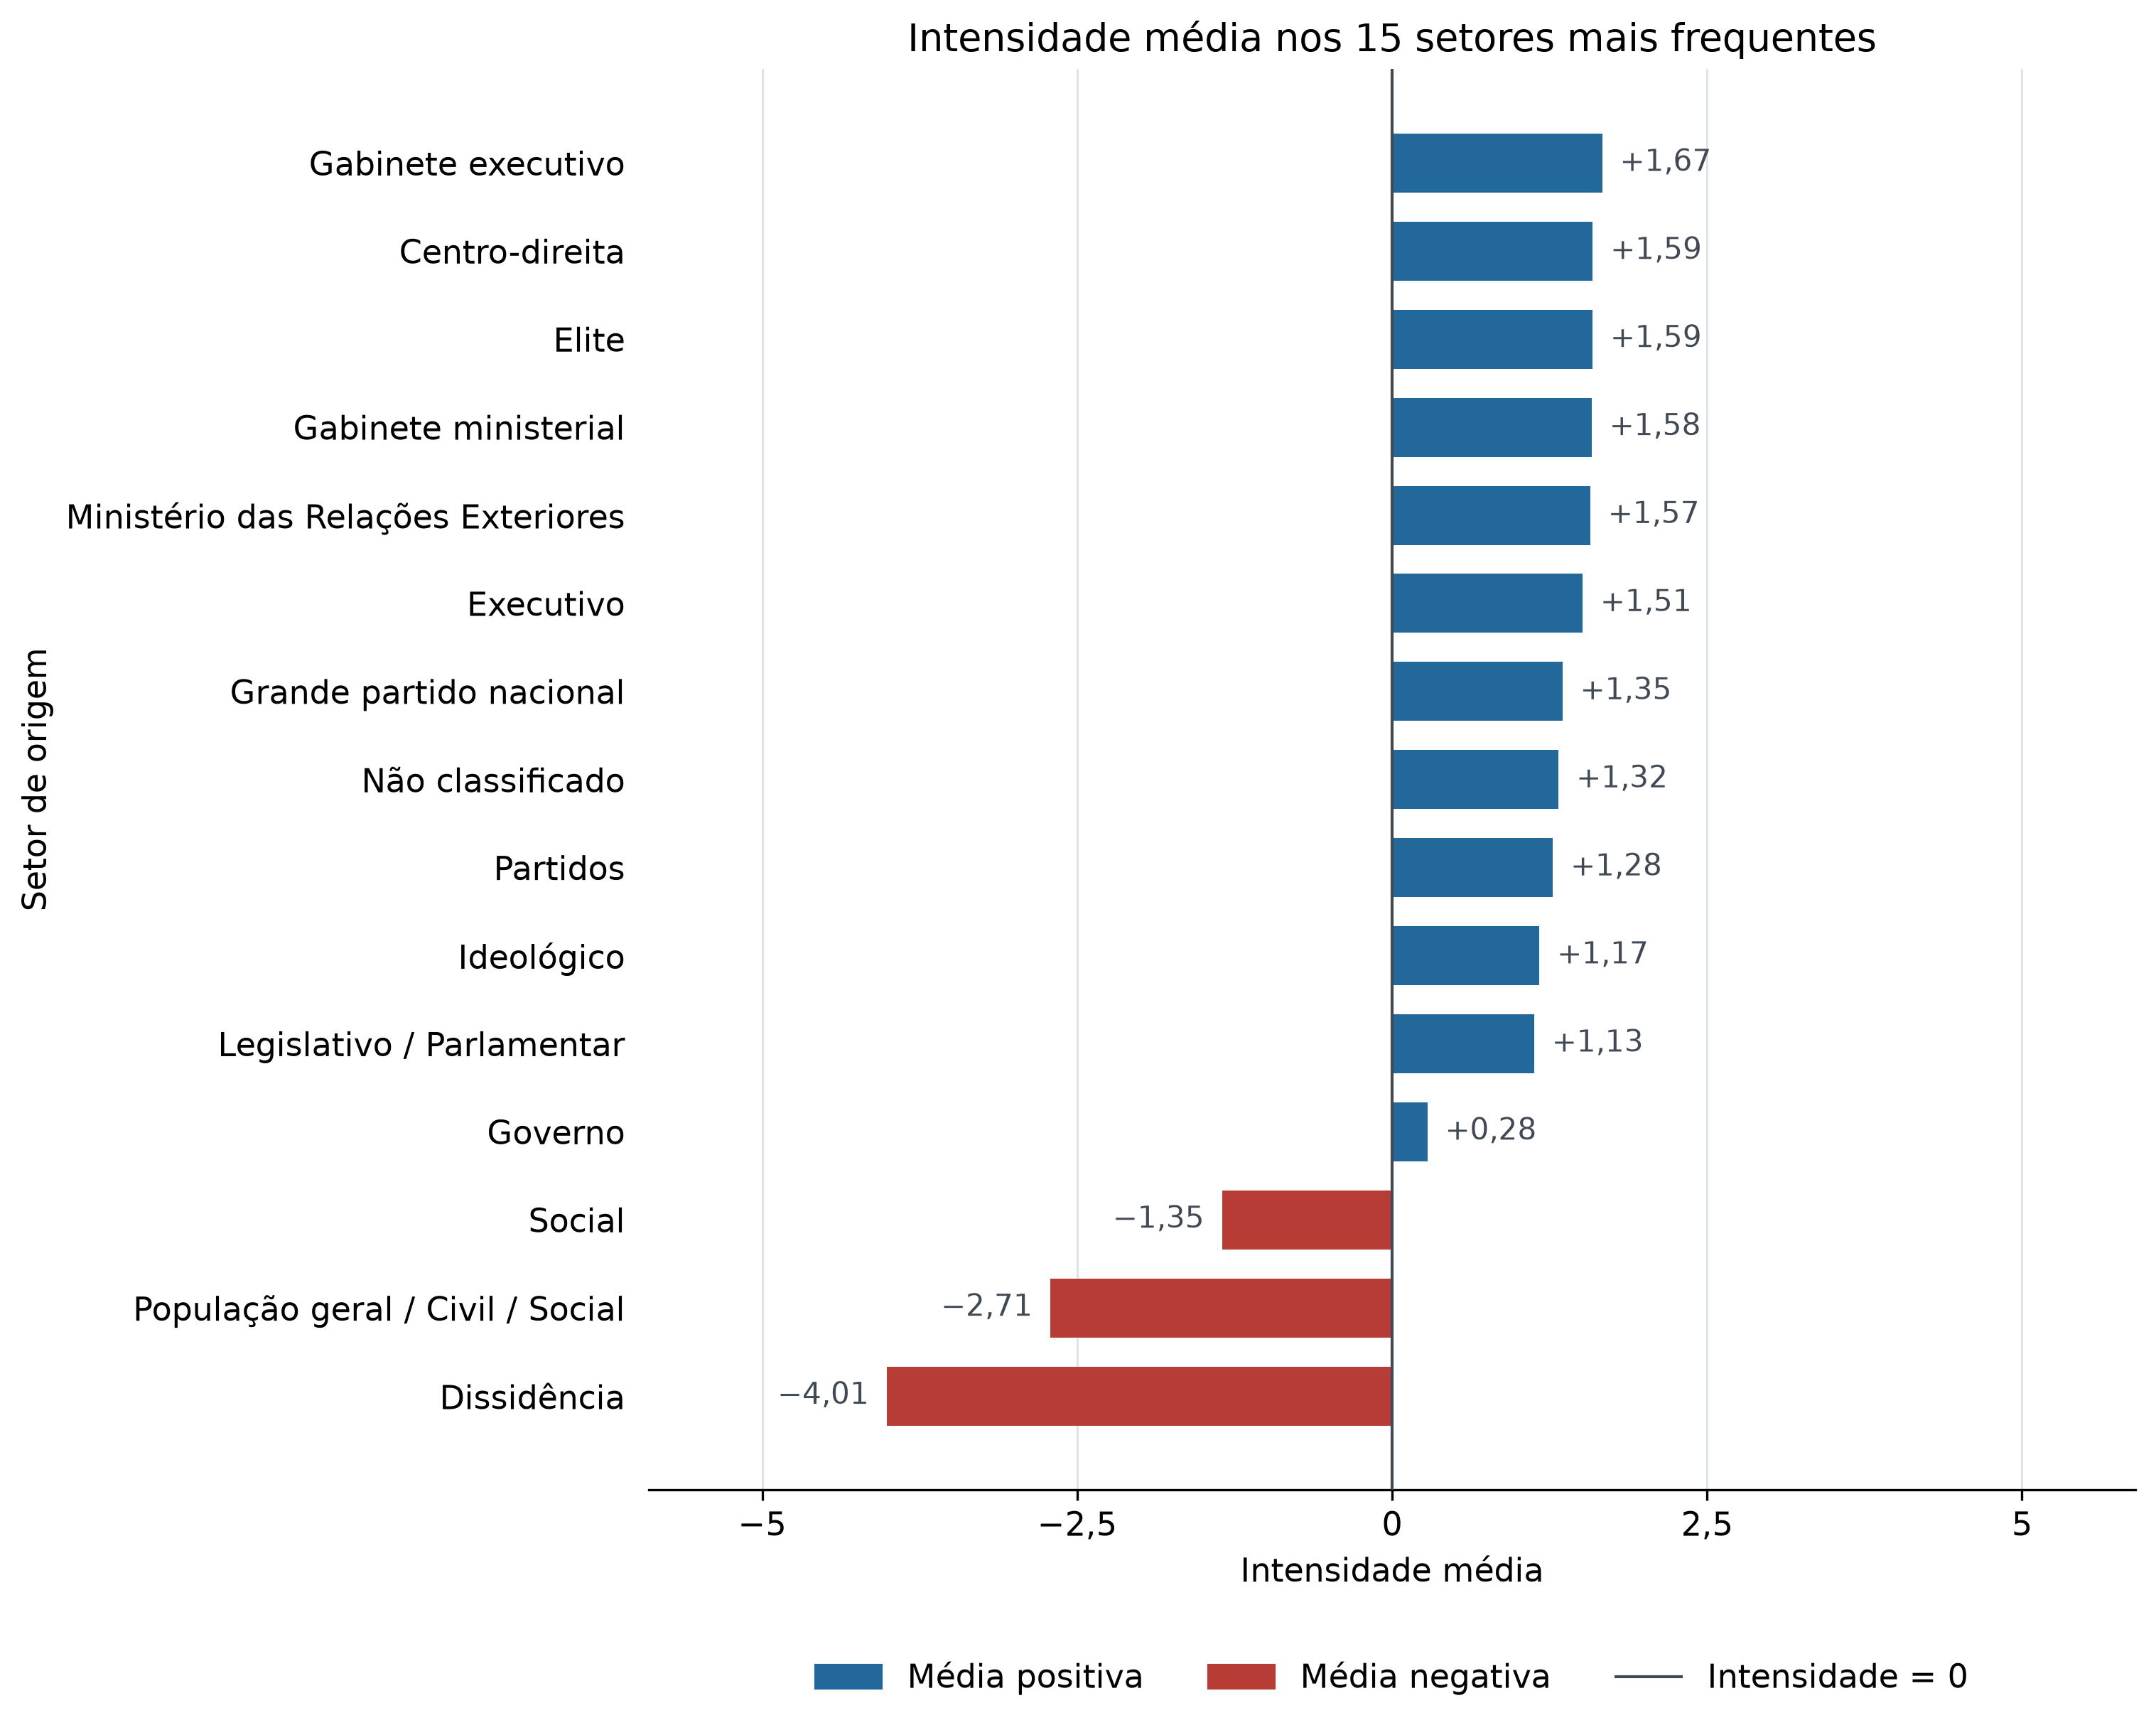 Intensidade média nos 15 setores mais frequentes
Setor de origem
Gabinete executivo +1,67
Centro-direita +1,59
Elite +1,59
Gabinete ministerial +1,58
Ministério das Relações Exteriores +1,57
Executivo +1,51
Grande partido nacional +1,35
Não classificado +1,32
Partidos +1,28
Ideológico +1,17
Legislativo / Parlamentar +1,13
Governo +0,28
Social −1,35
População geral / Civil / Social −2,71
Dissidência −4,01
−5 −2,5 0 2,5 5
Intensidade média
Média positiva Média negativa Intensidade = 0